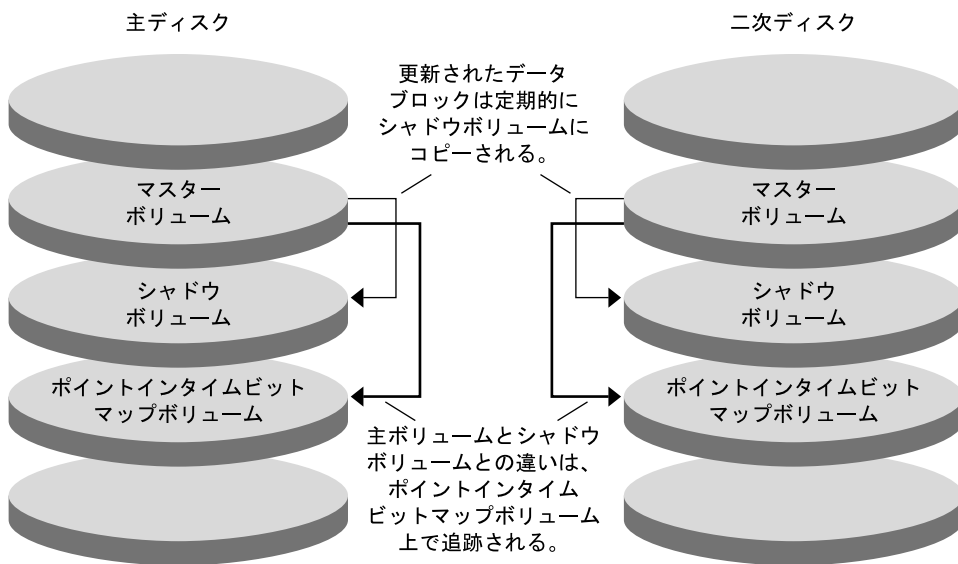 主ディスク
二次ディスク
更新されたデータ
ブロックは定期的に
シャドウボリュームに
コピーされる。
マスター
ボリューム
マスター
ボリューム
シャドウ
ボリューム
シャドウ
ボリューム
ポイントインタイムビット
マップボリューム
ポイントインタイムビット
マップボリューム
主ボリュームとシャドウ
ボリュームとの違いは、
ポイントインタイム
ビットマップボリューム
上で追跡される。